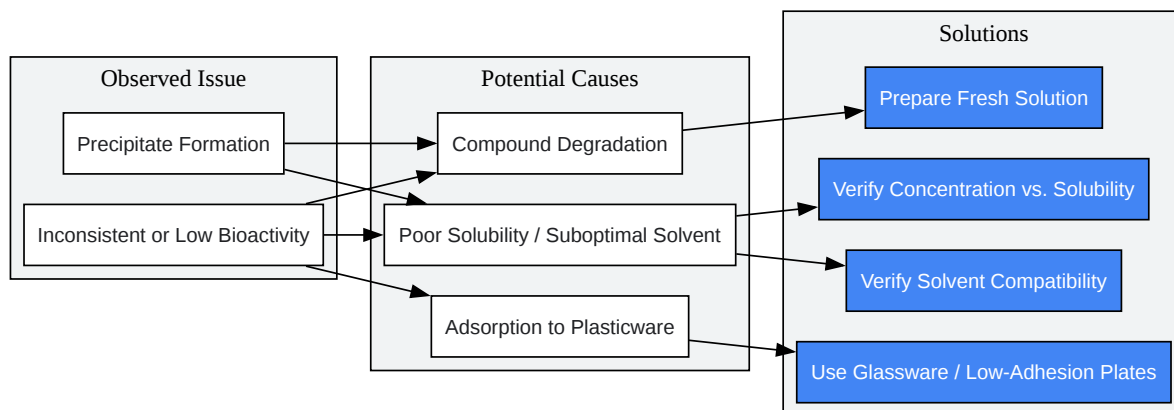 Observed Issue
Precipitate Formation
Inconsistent or Low Bioactivity
Potential Causes
Compound Degradation
Poor Solubility / Suboptimal Solvent
Adsorption to Plasticware
Solutions
Prepare Fresh Solution
Verify Concentration vs. Solubility
Verify Solvent Compatibility
Use Glassware / Low-Adhesion Plates